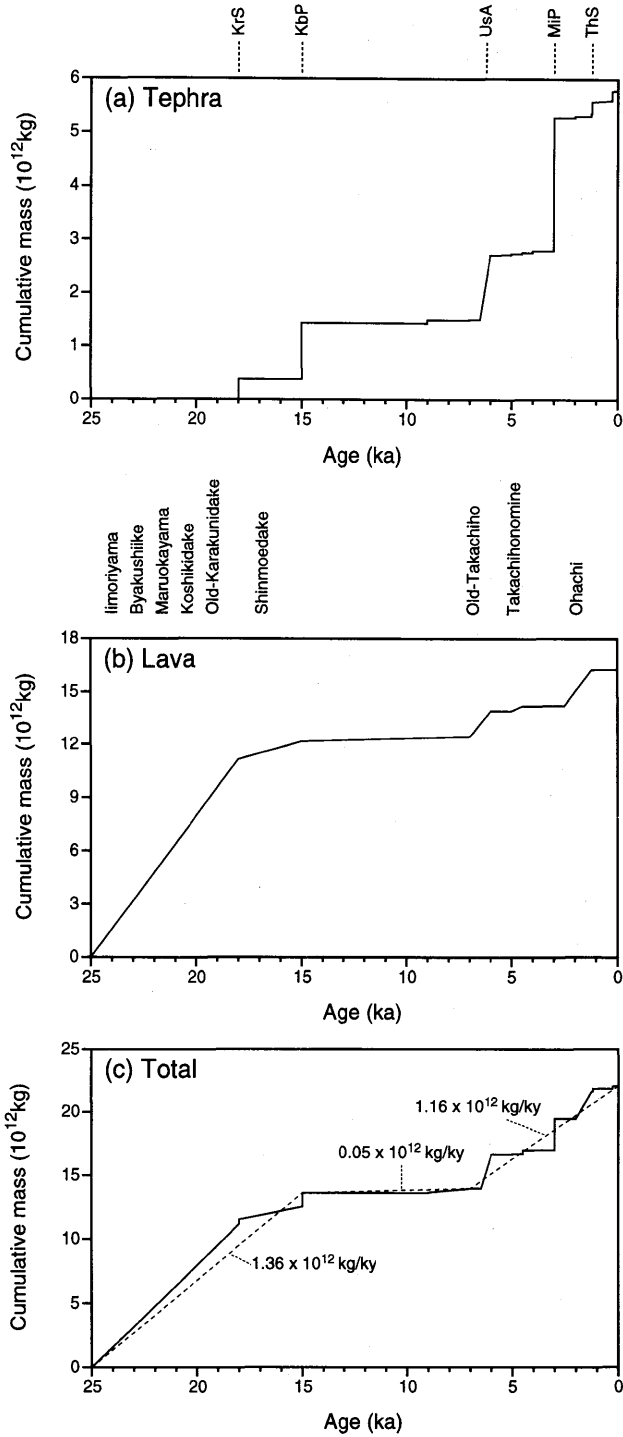 KrS KbP UsA MiP ThS
(a) Tephra
Cumulative mass (10¹²kg)
6
5
4
3
2
1
0
25 20 15 10 5 0
Age (ka)
Iimoriyama
Byakushiike
Maruokayama
Koshikidake
Old-Karakunidake
Shinmoedake
Old-Takachiho
Takachihonomine
Ohachi
(b) Lava
Cumulative mass (10¹²kg)
18
15
12
9
6
3
0
25 20 15 10 5 0
Age (ka)
(c) Total
Cumulative mass (10¹²kg)
25
20
15
10
5
0
1.16 x 10¹² kg/ky
0.05 x 10¹² kg/ky
1.36 x 10¹² kg/ky
25 20 15 10 5 0
Age (ka)